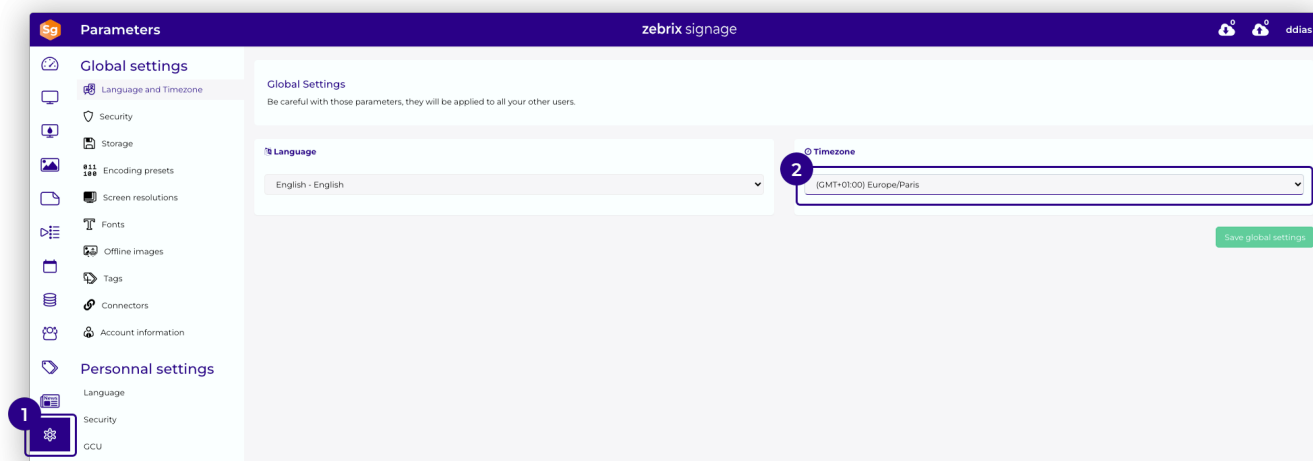 Sg
Parameters
zebrix signage
0
0
ddias
Global settings
Language and Timezone
Security
Storage
011
100
Encoding presets
Screen resolutions
Fonts
Offline images
Tags
Connectors
Account information
Personnal settings
Language
Security
GCU
News
1
Global Settings
Be careful with those parameters, they will be applied to all your other users.
Language
English - English
Timezone
2
(GMT+01:00) Europe/Paris
Save global settings